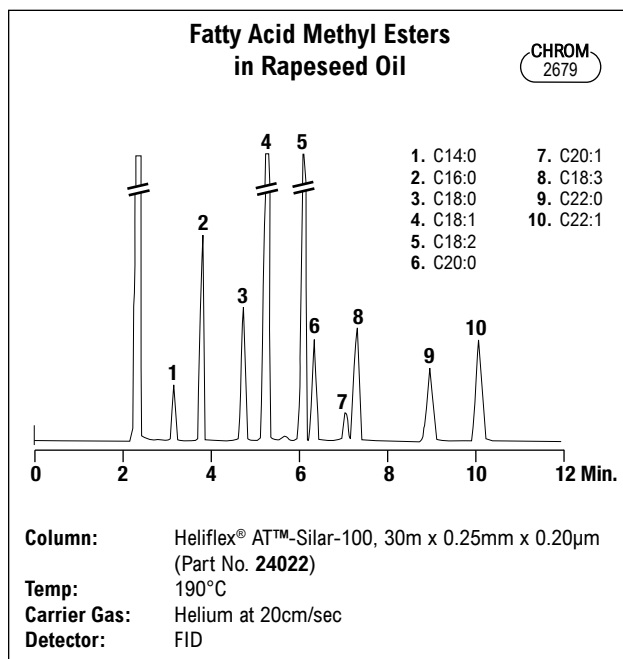 Fatty Acid Methyl Esters
in Rapeseed Oil
CHROM
2679
4
5
2
3
6
8
1
7
9
10
1. C14:0
2. C16:0
3. C18:0
4. C18:1
5. C18:2
6. C20:0
7. C20:1
8. C18:3
9. C22:0
10. C22:1
0 2 4 6 8 10 12 Min.
Column: Heliflex® AT™-Silar-100, 30m x 0.25mm x 0.20µm
(Part No. 24022)
Temp: 190°C
Carrier Gas: Helium at 20cm/sec
Detector: FID